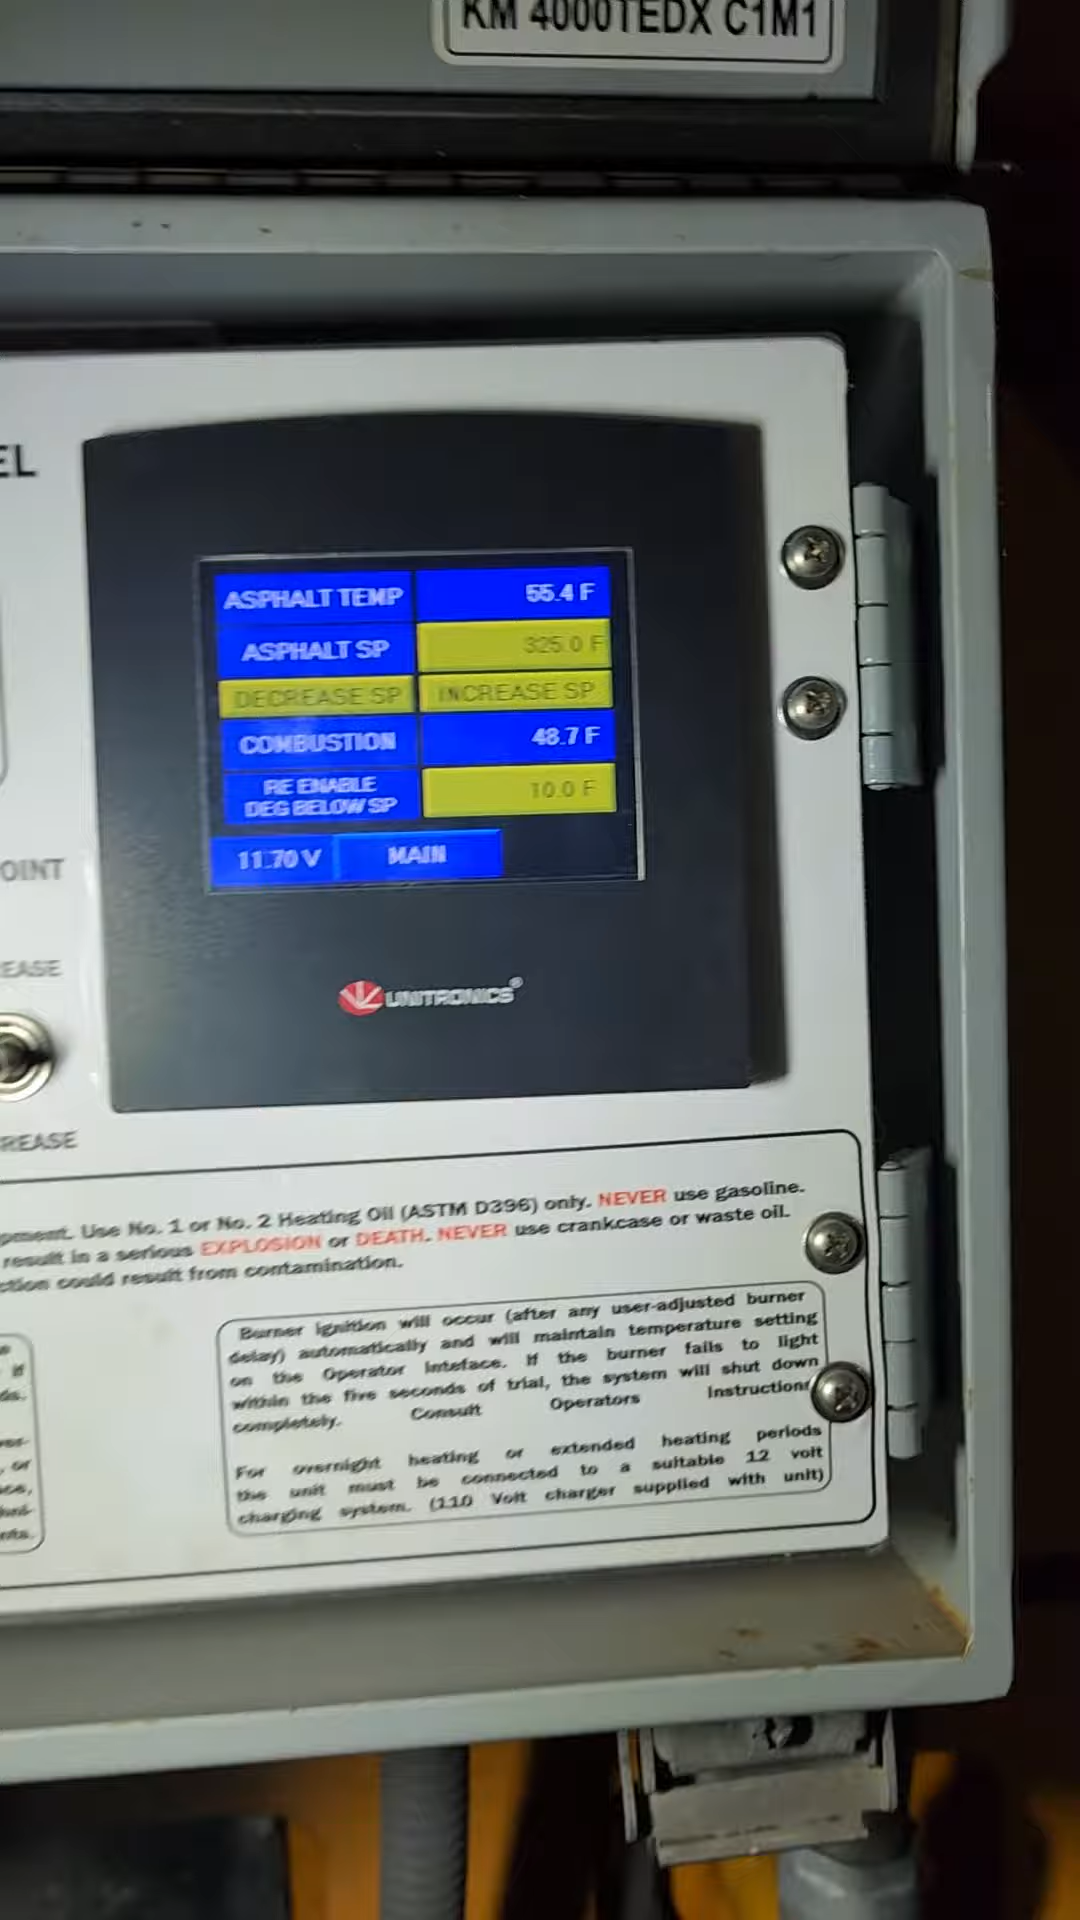 KM 4000TEDX C1M1
EL
ASPHALT TEMP 55.4 F
ASPHALT SP 325.0 F
DECREASE SP INCREASE SP
COMBUSTION 48.7 F
RE ENABLE
DEG BELOW SP 10.0 F
11.70 V MAIN
OINT
EASE
UNITRONICS®
REASE
pment. Use No. 1 or No. 2 Heating Oil (ASTM D396) only. NEVER use gasoline.
result in a serious EXPLOSION or DEATH. NEVER use crankcase or waste oil.
ction could result from contamination.
Burner ignition will occur (after any user-adjusted burner
delay) automatically and will maintain temperature setting
on the Operator Inteface. If the burner fails to light
within the five seconds of trial, the system will shut down
completely. Consult Operators Instructions
For overnight heating or extended heating periods
the unit must be connected to a suitable 12 volt
charging system. (110 Volt charger supplied with unit)